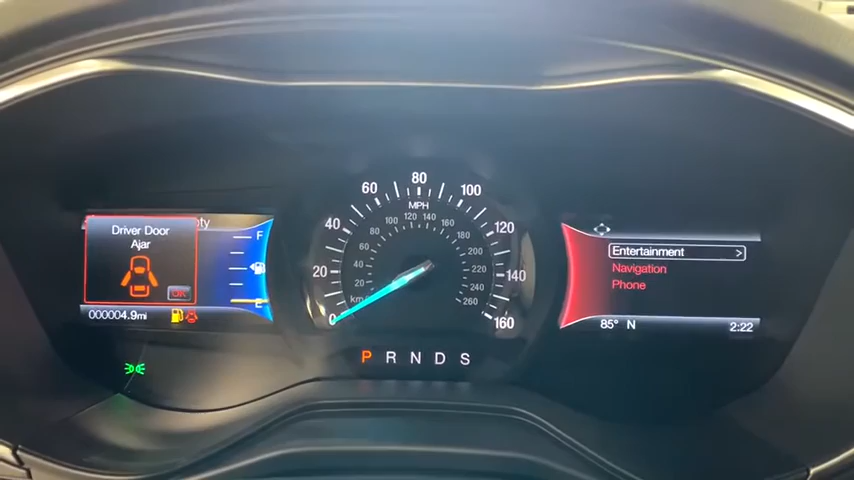 Driver Door
Ajar
OK
F
E
000004.9mi
0
20
40
60
80
100
120
140
160
MPH
km/h
20
40
60
80
100
120
140
160
180
200
220
240
260
P R N D S
Entertainment >
Navigation
Phone
85° N
2:22